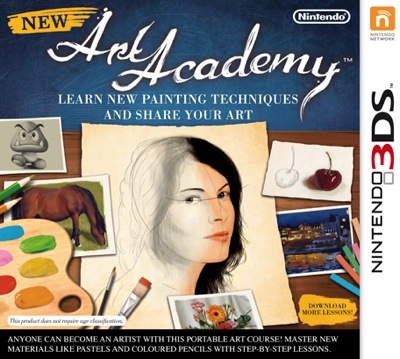 NEW
Art Academy™
Nintendo®
NINTENDO
NETWORK
LEARN NEW PAINTING TECHNIQUES
AND SHARE YOUR ART
NINTENDO 3DS™
DOWNLOAD
MORE LESSONS!
This product does not require age classification.
ANYONE CAN BECOME AN ARTIST WITH THIS PORTABLE ART COURSE! MASTER NEW
MATERIALS LIKE PASTELS AND COLOURED PENCILS WITH STEP-BY-STEP LESSONS.